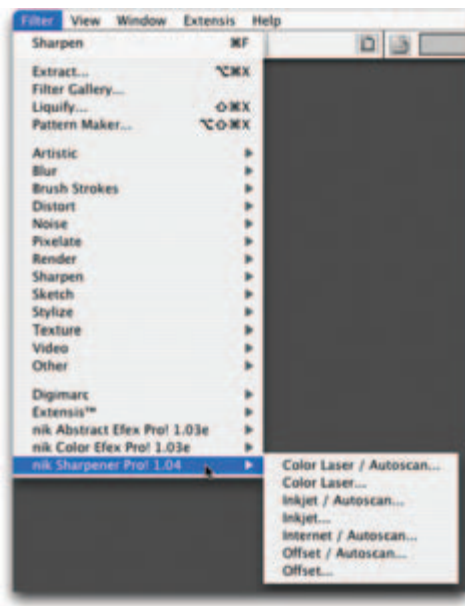 Filter View Window Extensis Help
Sharpen ⌘F
Extract... ⌥⌘X
Filter Gallery...
Liquify... ⇧⌘X
Pattern Maker... ⌥⇧⌘X
Artistic
Blur
Brush Strokes
Distort
Noise
Pixelate
Render
Sharpen
Sketch
Stylize
Texture
Video
Other
Digimarc
Extensis™
nik Abstract Efex Pro! 1.03e
nik Color Efex Pro! 1.03e
nik Sharpener Pro! 1.04
Color Laser / Autoscan...
Color Laser...
Inkjet / Autoscan...
Inkjet...
Internet / Autoscan...
Offset / Autoscan...
Offset...